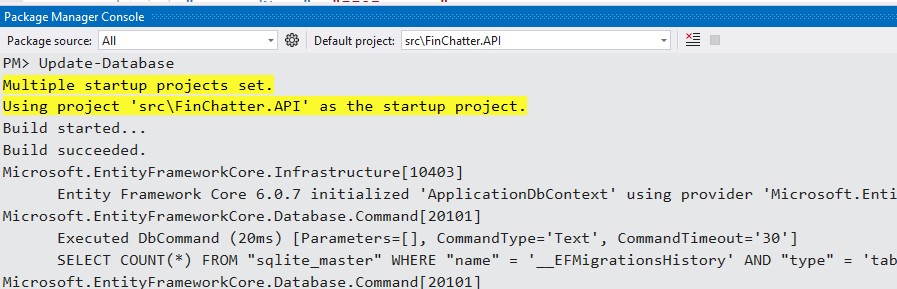 Package Manager Console
Package source: All Default project: src\FinChatter.API
PM> Update-Database
Multiple startup projects set.
Using project 'src\FinChatter.API' as the startup project.
Build started...
Build succeeded.
Microsoft.EntityFrameworkCore.Infrastructure[10403]
Entity Framework Core 6.0.7 initialized 'ApplicationDbContext' using provider 'Microsoft.Enti
Microsoft.EntityFrameworkCore.Database.Command[20101]
Executed DbCommand (20ms) [Parameters=[], CommandType='Text', CommandTimeout='30']
SELECT COUNT(*) FROM "sqlite_master" WHERE "name" = '__EFMigrationsHistory' AND "type" = 'tab
Microsoft.EntityFrameworkCore.Database.Command[20101]